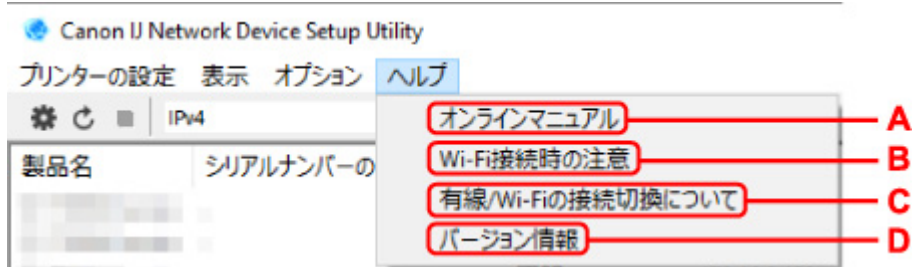 Canon IJ Network Device Setup Utility
プリンターの設定 表示 オプション ヘルプ
IPv4
オンラインマニュアル A
製品名 シリアルナンバーの
Wi-Fi接続時の注意 B
有線/Wi-Fiの接続切換について C
バージョン情報 D